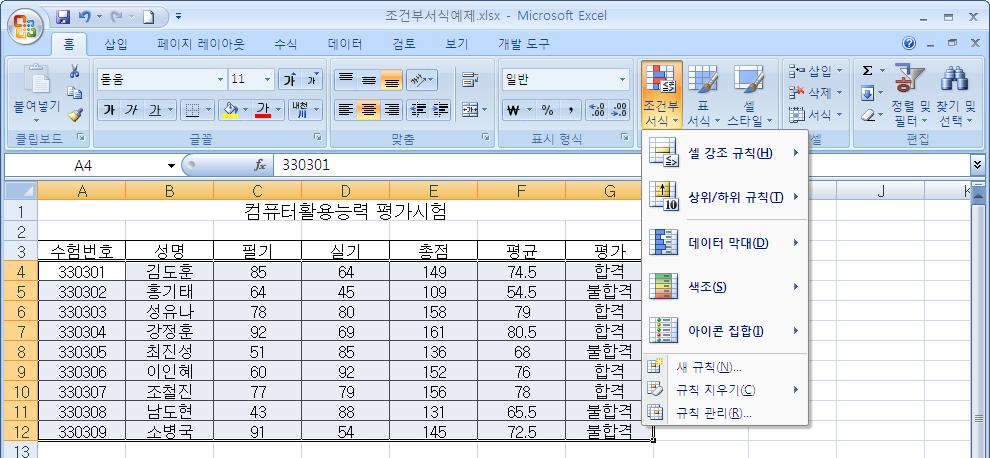 조건부서식예제.xlsx - Microsoft Excel
홈 삽입 페이지 레이아웃 수식 데이터 검토 보기 개발 도구
붙여넣기
클립보드
돋움 11 가 가
가 가 가 가 내천
글꼴
맞춤
일반
₩ % , .00 .0 .0 .00
표시 형식
조건부 서식
표 서식
셀 스타일
삽입
삭제
서식
셀
Σ
정렬 및 필터
찾기 및 선택
편집
A4 fx 330301
셀 강조 규칙(H)
상위/하위 규칙(T)
데이터 막대(D)
색조(S)
아이콘 집합(I)
새 규칙(N)...
규칙 지우기(C)
규칙 관리(R)...
A B C D E F G J K
1 컴퓨터활용능력 평가시험
2
3 수험번호 성명 필기 실기 총점 평균 평가
4 330301 김도훈 85 64 149 74.5 합격
5 330302 홍기태 64 45 109 54.5 불합격
6 330303 성유나 78 80 158 79 합격
7 330304 강정훈 92 69 161 80.5 합격
8 330305 최진성 51 85 136 68 불합격
9 330306 이인혜 60 92 152 76 합격
10 330307 조철진 77 79 156 78 합격
11 330308 남도현 43 88 131 65.5 불합격
12 330309 소병국 91 54 145 72.5 불합격
13